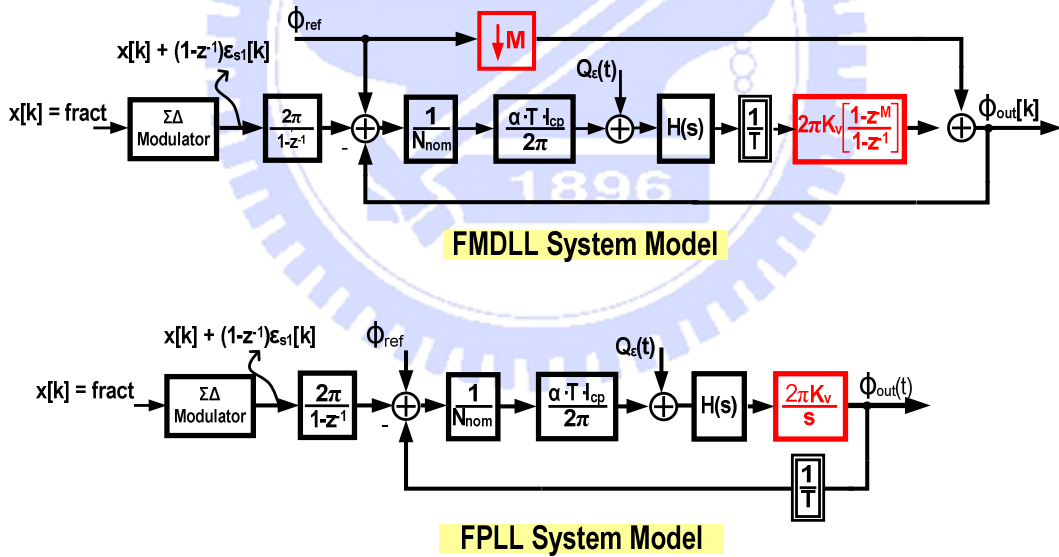 ϕref
↓M
x[k] + (1-z⁻¹)εs1[k]
Qε(t)
x[k] = fract
ΣΔ
Modulator
2π
1-z⁻¹
-
1
Nnom
α·T·Icp
2π
H(s)
1
T
2πKv[1-z⁻ᴹ
1-z⁻¹]
ϕout[k]
1896
FMDLL System Model
x[k] + (1-z⁻¹)εs1[k]
ϕref
Qε(t)
x[k] = fract
ΣΔ
Modulator
2π
1-z⁻¹
-
1
Nnom
α·T·Icp
2π
H(s)
2πKv
s
ϕout(t)
1
T
FPLL System Model